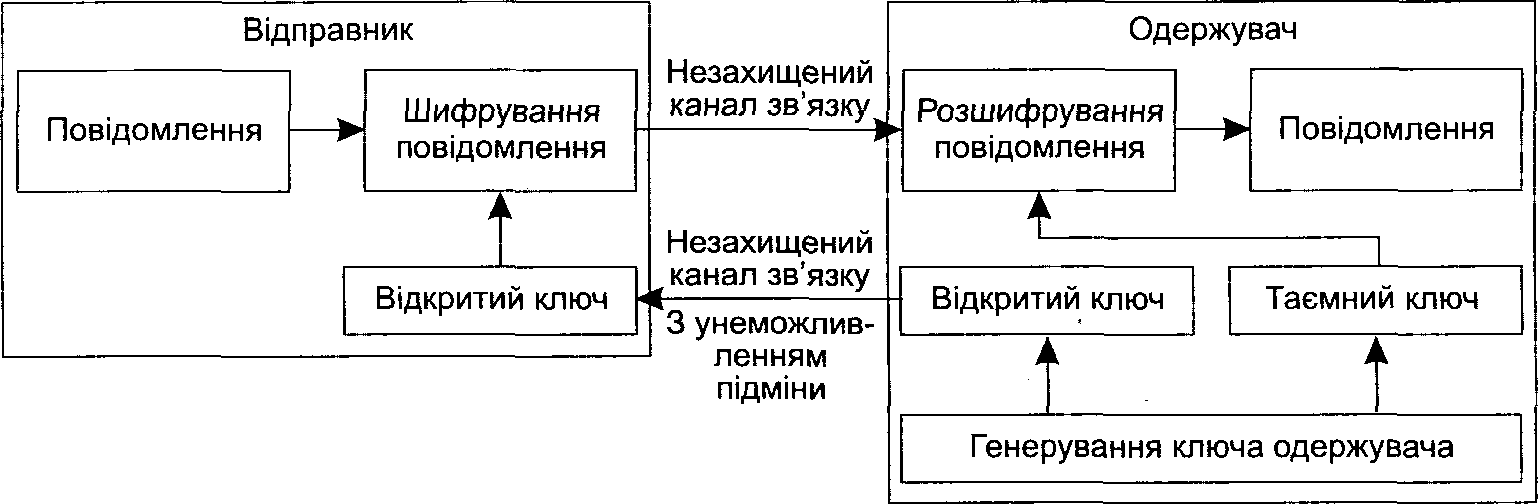 Відправник
Одержувач
Повідомлення
Шифрування
повідомлення
Незахищений
канал зв'язку
Розшифрування
повідомлення
Повідомлення
Відкритий ключ
Незахищений
канал зв'язку
З унеможлив-
ленням
підміни
Відкритий ключ
Таємний ключ
Генерування ключа одержувача